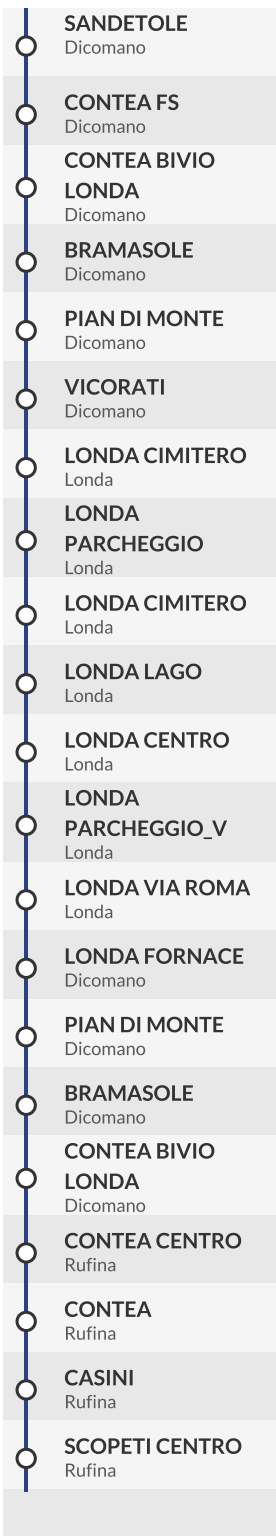 SANDETOLE
Dicomano
CONTEA FS
Dicomano
CONTEA BIVIO
LONDA
Dicomano
BRAMASOLE
Dicomano
PIAN DI MONTE
Dicomano
VICORATI
Dicomano
LONDA CIMITERO
Londa
LONDA
PARCHEGGIO
Londa
LONDA CIMITERO
Londa
LONDA LAGO
Londa
LONDA CENTRO
Londa
LONDA
PARCHEGGIO_V
Londa
LONDA VIA ROMA
Londa
LONDA FORNACE
Dicomano
PIAN DI MONTE
Dicomano
BRAMASOLE
Dicomano
CONTEA BIVIO
LONDA
Dicomano
CONTEA CENTRO
Rufina
CONTEA
Rufina
CASINI
Rufina
SCOPETI CENTRO
Rufina